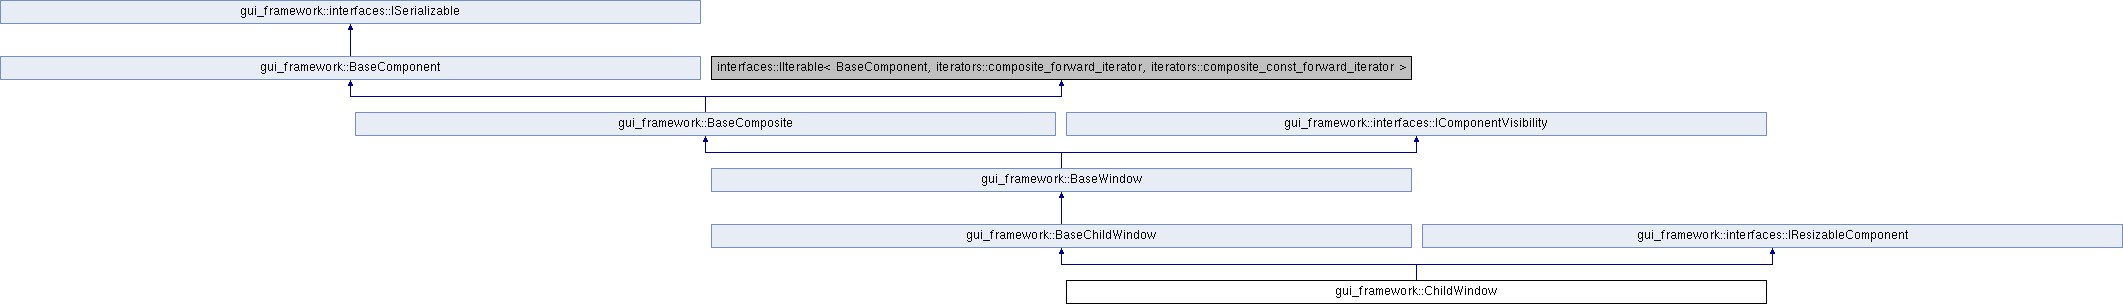 gui_framework::interfaces::ISerializable
gui_framework::BaseComponent
interfaces::IIterable< BaseComponent, iterators::composite_forward_iterator, iterators::composite_const_forward_iterator >
gui_framework::BaseComposite
gui_framework::interfaces::IComponentVisibility
gui_framework::BaseWindow
gui_framework::BaseChildWindow
gui_framework::interfaces::IResizableComponent
gui_framework::ChildWindow